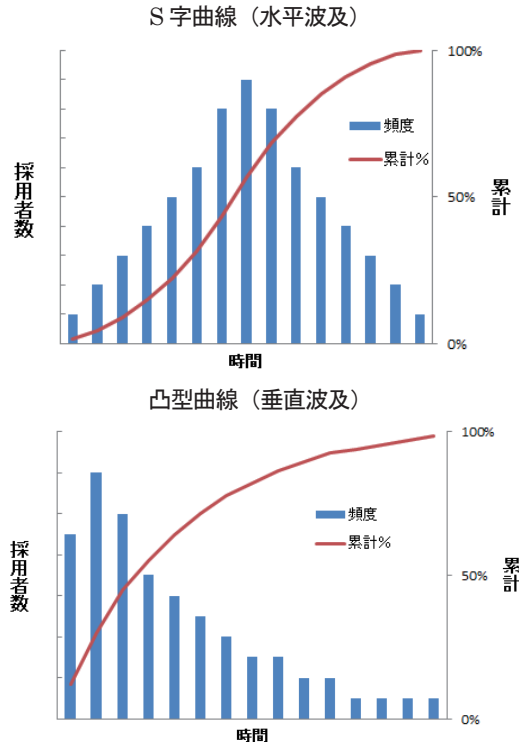 S 字曲線（水平波及）
100%
頻度
累計%
採用者数
50%
累計
0%
時間
凸型曲線（垂直波及）
100%
頻度
累計%
採用者数
50%
累計
0%
時間